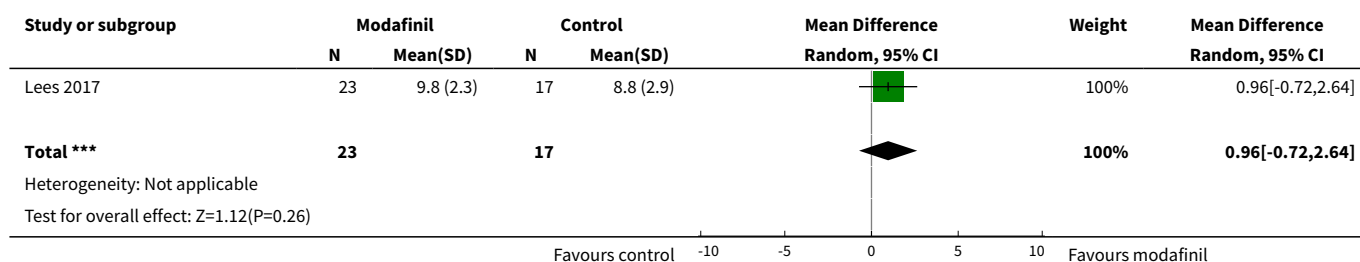 Study or subgroup Modafinil Control Mean Difference Weight Mean Difference
N Mean(SD) N Mean(SD) Random, 95% CI Random, 95% CI
Lees 2017 23 9.8 (2.3) 17 8.8 (2.9) 100% 0.96[-0.72,2.64]
Total *** 23 17 100% 0.96[-0.72,2.64]
Heterogeneity: Not applicable
Test for overall effect: Z=1.12(P=0.26)
Favours control -10 -5 0 5 10 Favours modafinil